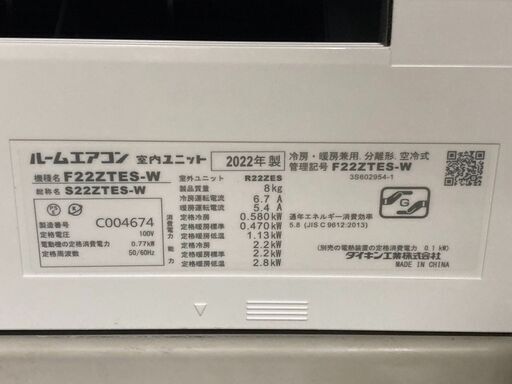 ルームエアコン 室内ユニット 2022年製 冷房・暖房兼用．分離形．空冷式
機種名 F22ZTES-W 室外ユニット R22ZES 管理記号 F22ZTES-W
総称名 S22ZTES-W 製品質量 8kg 3S602954-1
冷房運転電流 6.7 A
暖房運転電流 5.4 A
製造番号 C004674
定格電圧 100V
電動機の定格消費電力 0.77kW
定格周波数 50/60Hz
消費電力 定格冷房 0.580kW
定格暖房標準 0.470kW
定格暖房低温 1.13kW
能力 定格冷房 2.2kW
定格暖房標準 2.2kW
定格暖房低温 2.8kW
G
通年エネルギー消費効率
5.8 (JIS C 9612:2013)
(別売の電熱装置の定格消費電力 0.1 kW)
ダイキン工業株式会社
MADE IN CHINA